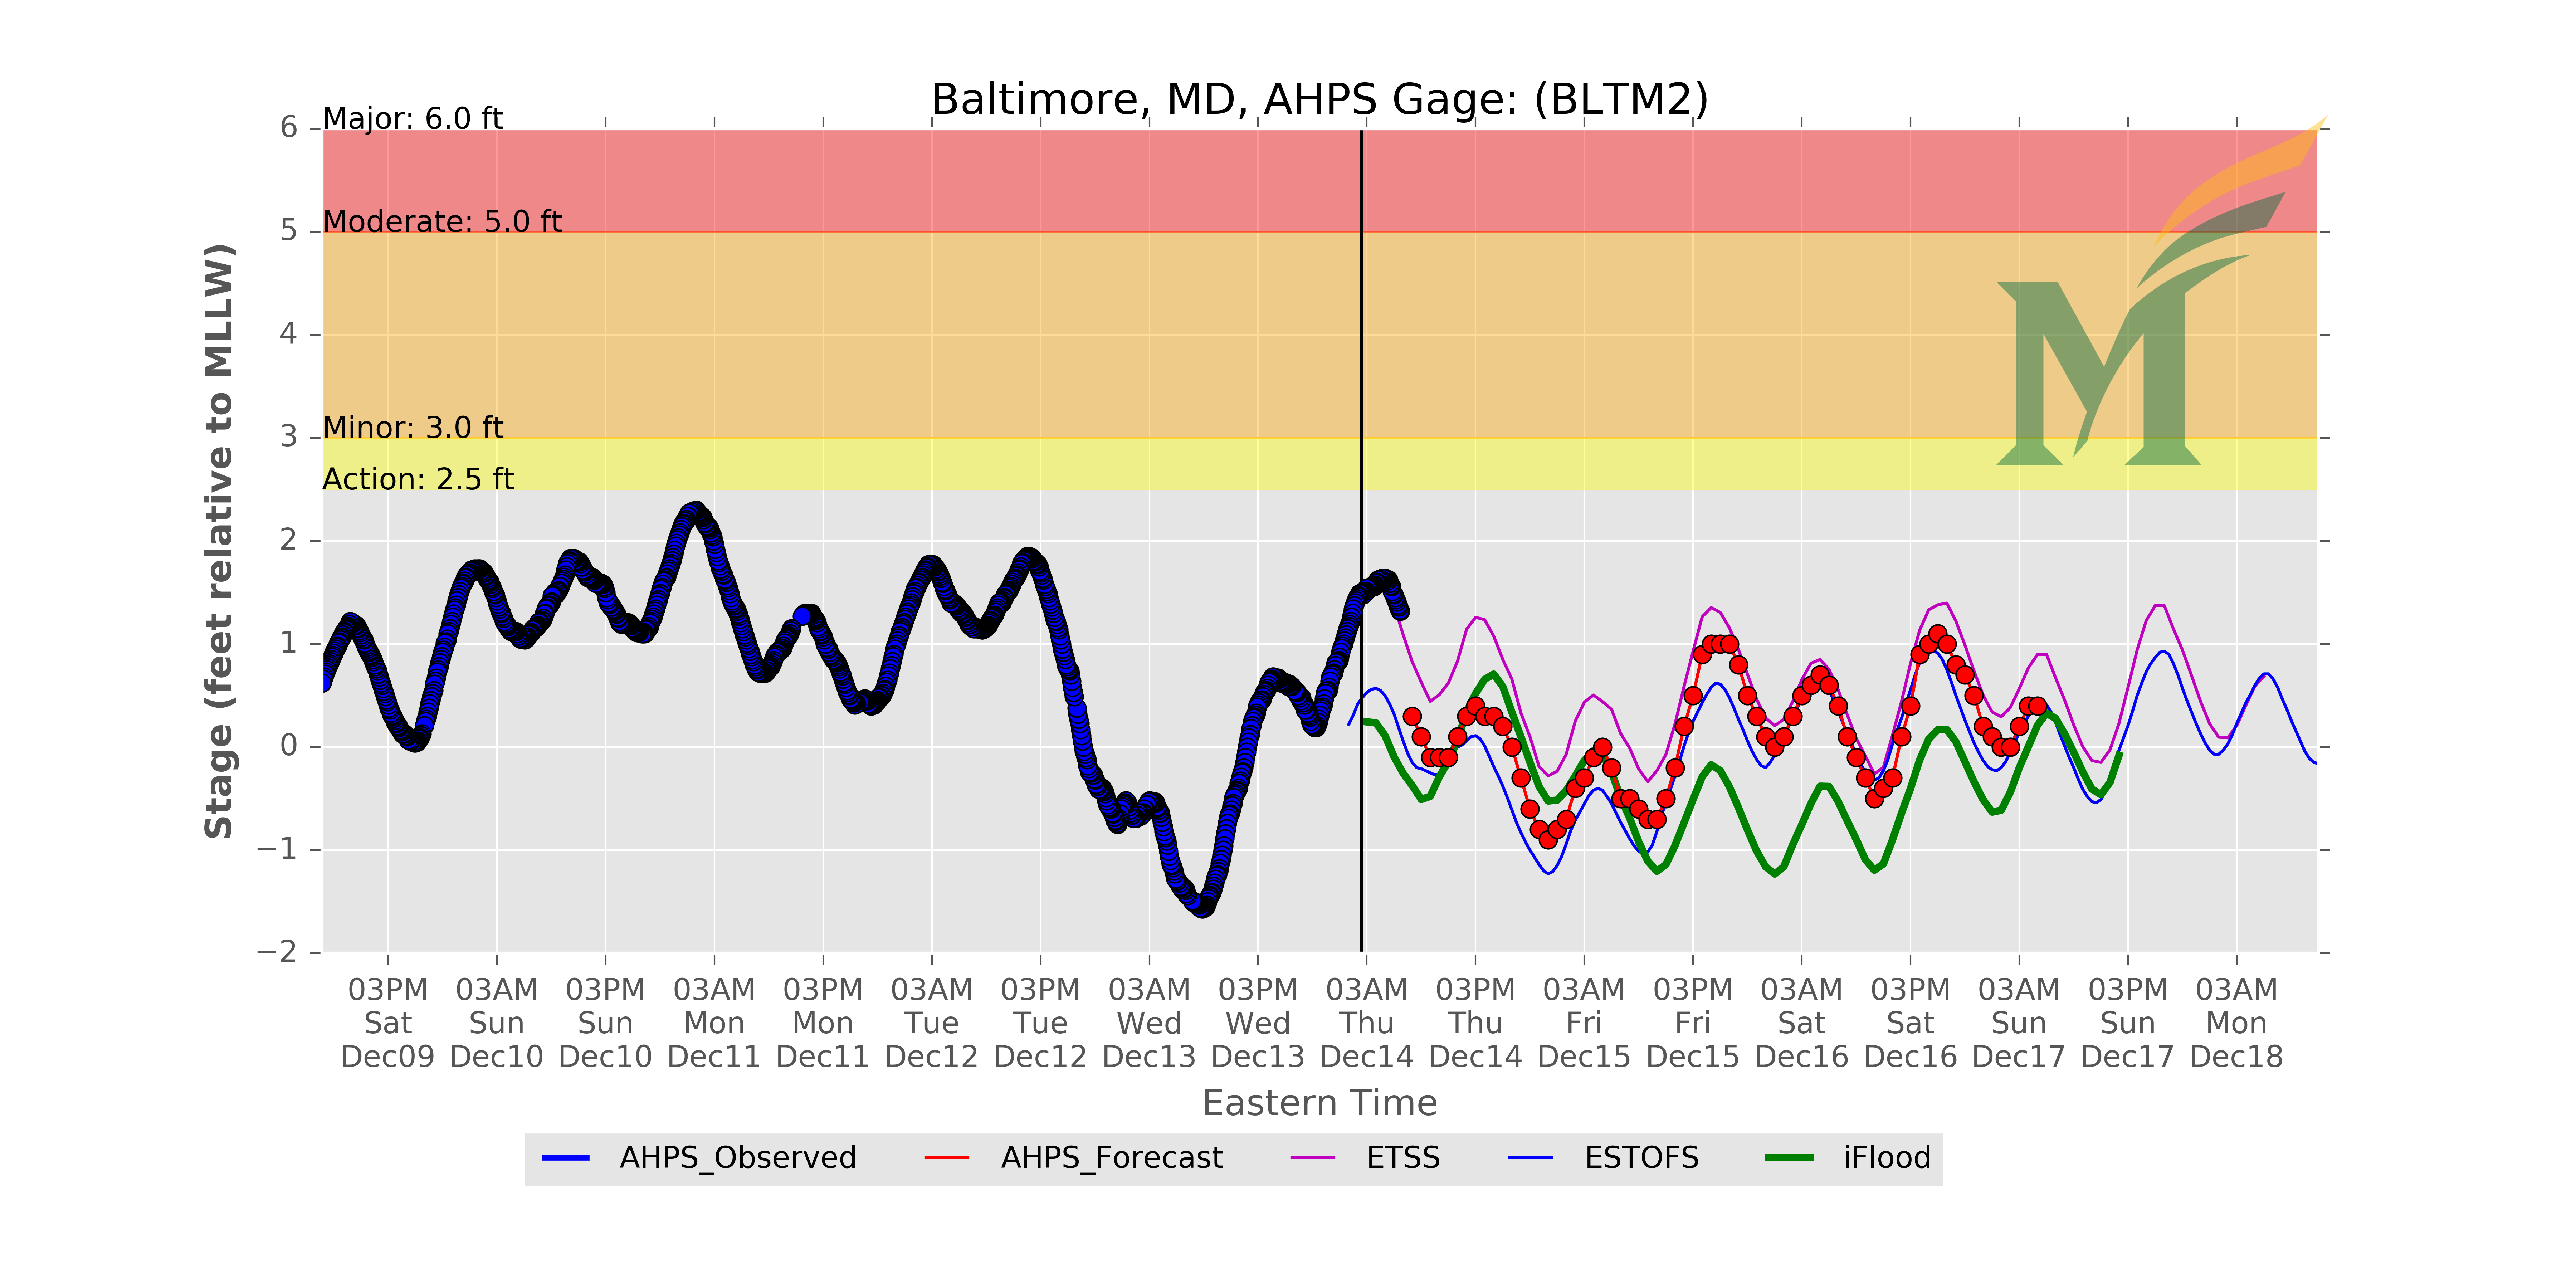 Baltimore, MD, AHPS Gage: (BLTM2)
Major: 6.0 ft
Moderate: 5.0 ft
Minor: 3.0 ft
Action: 2.5 ft
Stage (feet relative to MLLW)
6
5
4
3
2
1
0
−1
−2
03PM 03AM 03PM 03AM 03PM 03AM 03PM 03AM 03PM 03AM 03PM 03AM 03PM 03AM 03PM 03AM 03PM 03AM
Sat Sun Sun Mon Mon Tue Tue Wed Wed Thu Thu Fri Fri Sat Sat Sun Sun Mon
Dec09 Dec10 Dec10 Dec11 Dec11 Dec12 Dec12 Dec13 Dec13 Dec14 Dec14 Dec15 Dec15 Dec16 Dec16 Dec17 Dec17 Dec18
Eastern Time
AHPS_Observed AHPS_Forecast ETSS ESTOFS iFlood
M